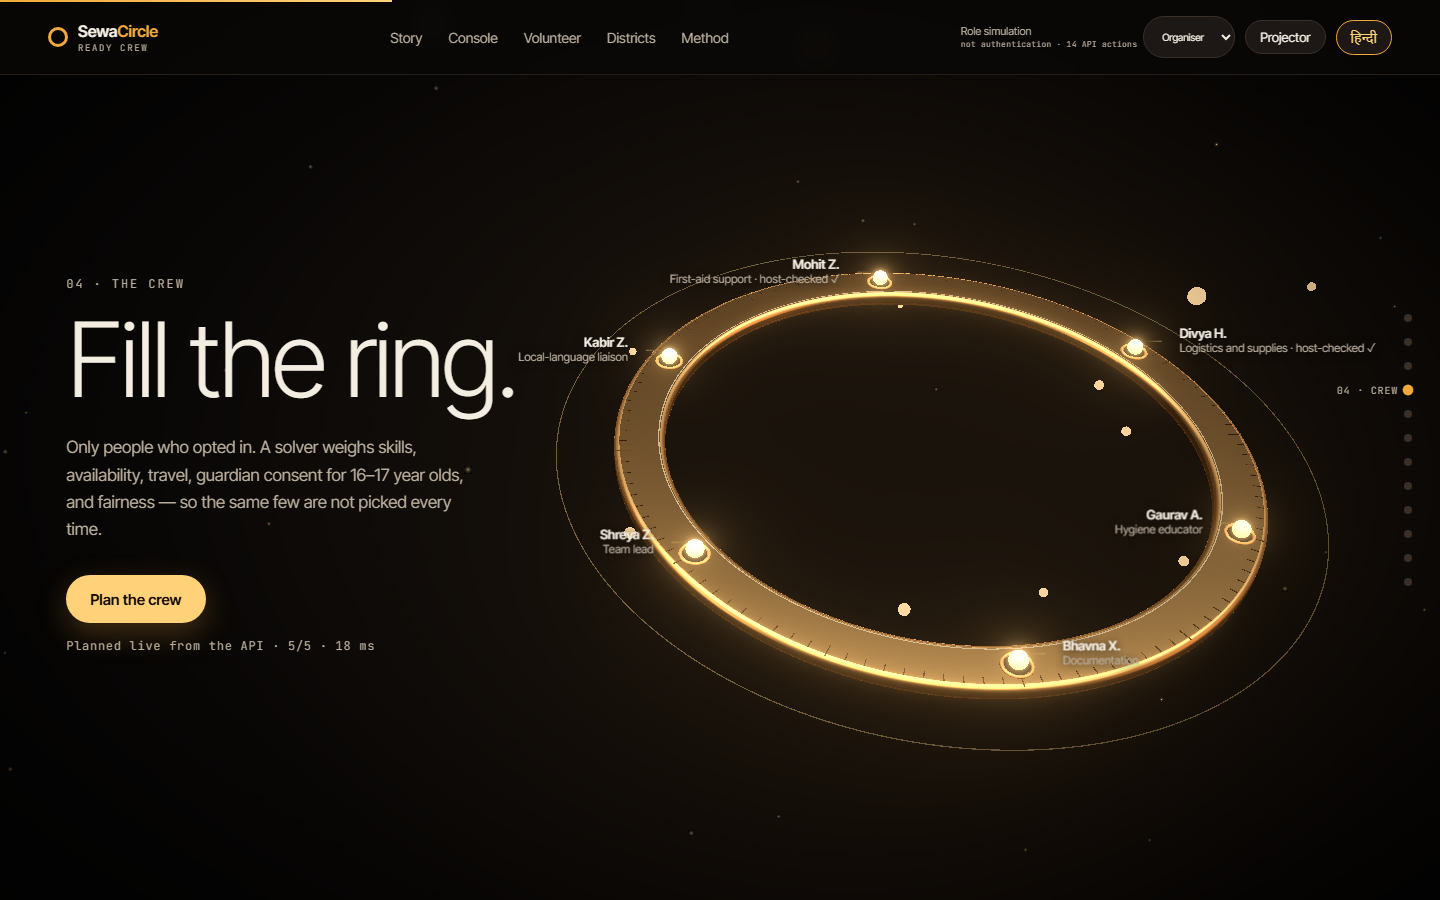 SewaCircle
READY CREW
Story
Console
Volunteer
Districts
Method
Role simulation
not authentication · 14 API actions
Organiser
Projector
हिन्दी
04 · THE CREW
Fill the ring.
Only people who opted in. A solver weighs skills,
availability, travel, guardian consent for 16–17 year olds,
and fairness — so the same few are not picked every
time.
Plan the crew
Planned live from the API · 5/5 · 18 ms
Mohit Z.
First-aid support · host-checked ✓
Kabir Z.
Local-language liaison
Divya H.
Logistics and supplies · host-checked ✓
04 · CREW
Gaurav A.
Hygiene educator
Shreya Z.
Team lead
Bhavna X.
Documentation